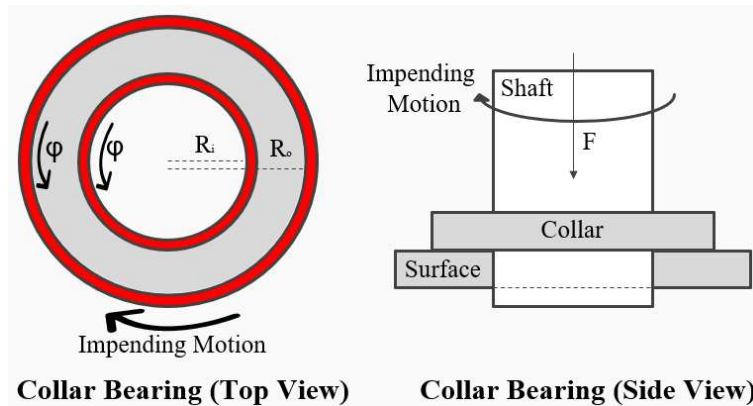 φ
φ
Rᵢ
Rₒ
Impending Motion
Collar Bearing (Top View)
Impending
Motion
Shaft
F
Collar
Surface
Collar Bearing (Side View)